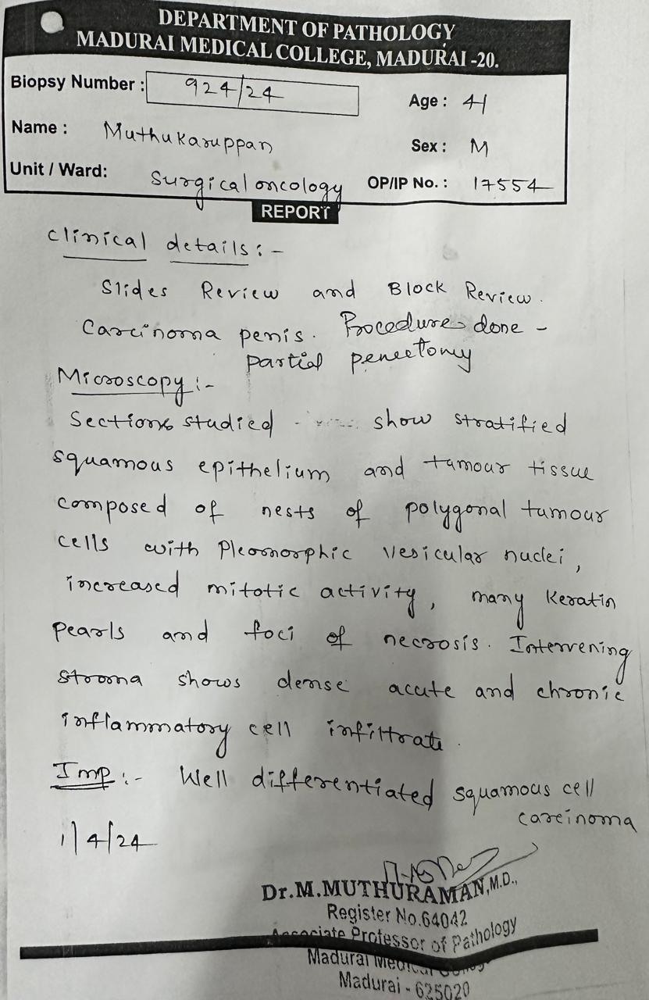 DEPARTMENT OF PATHOLOGY
MADURAI MEDICAL COLLEGE, MADURAI -20.
Biopsy Number : 924/24
Age : 41
Name : Muthukaruppan
Sex : M
Unit / Ward: Surgical oncology
OP/IP No. : 17554
REPORT
Clinical details :-
Slides Review and Block Review.
Carcinoma penis. Procedure done -
Partial penectomy
Microscopy :-
Sections studied show stratified
squamous epithelium and tumour tissue
composed of nests of polygonal tumour
cells with Pleomorphic vesicular nuclei,
increased mitotic activity, many Keratin
pearls and foci of necrosis. Intervening
stroma shows dense acute and chronic
inflammatory cell infiltrate.
Imp :- Well differentiated squamous cell
carcinoma
1/4/24
Dr.M.MUTHURAMAN,M.D.,
Register No.64042
Associate Professor of Pathology
Madurai Medical College
Madurai - 625020